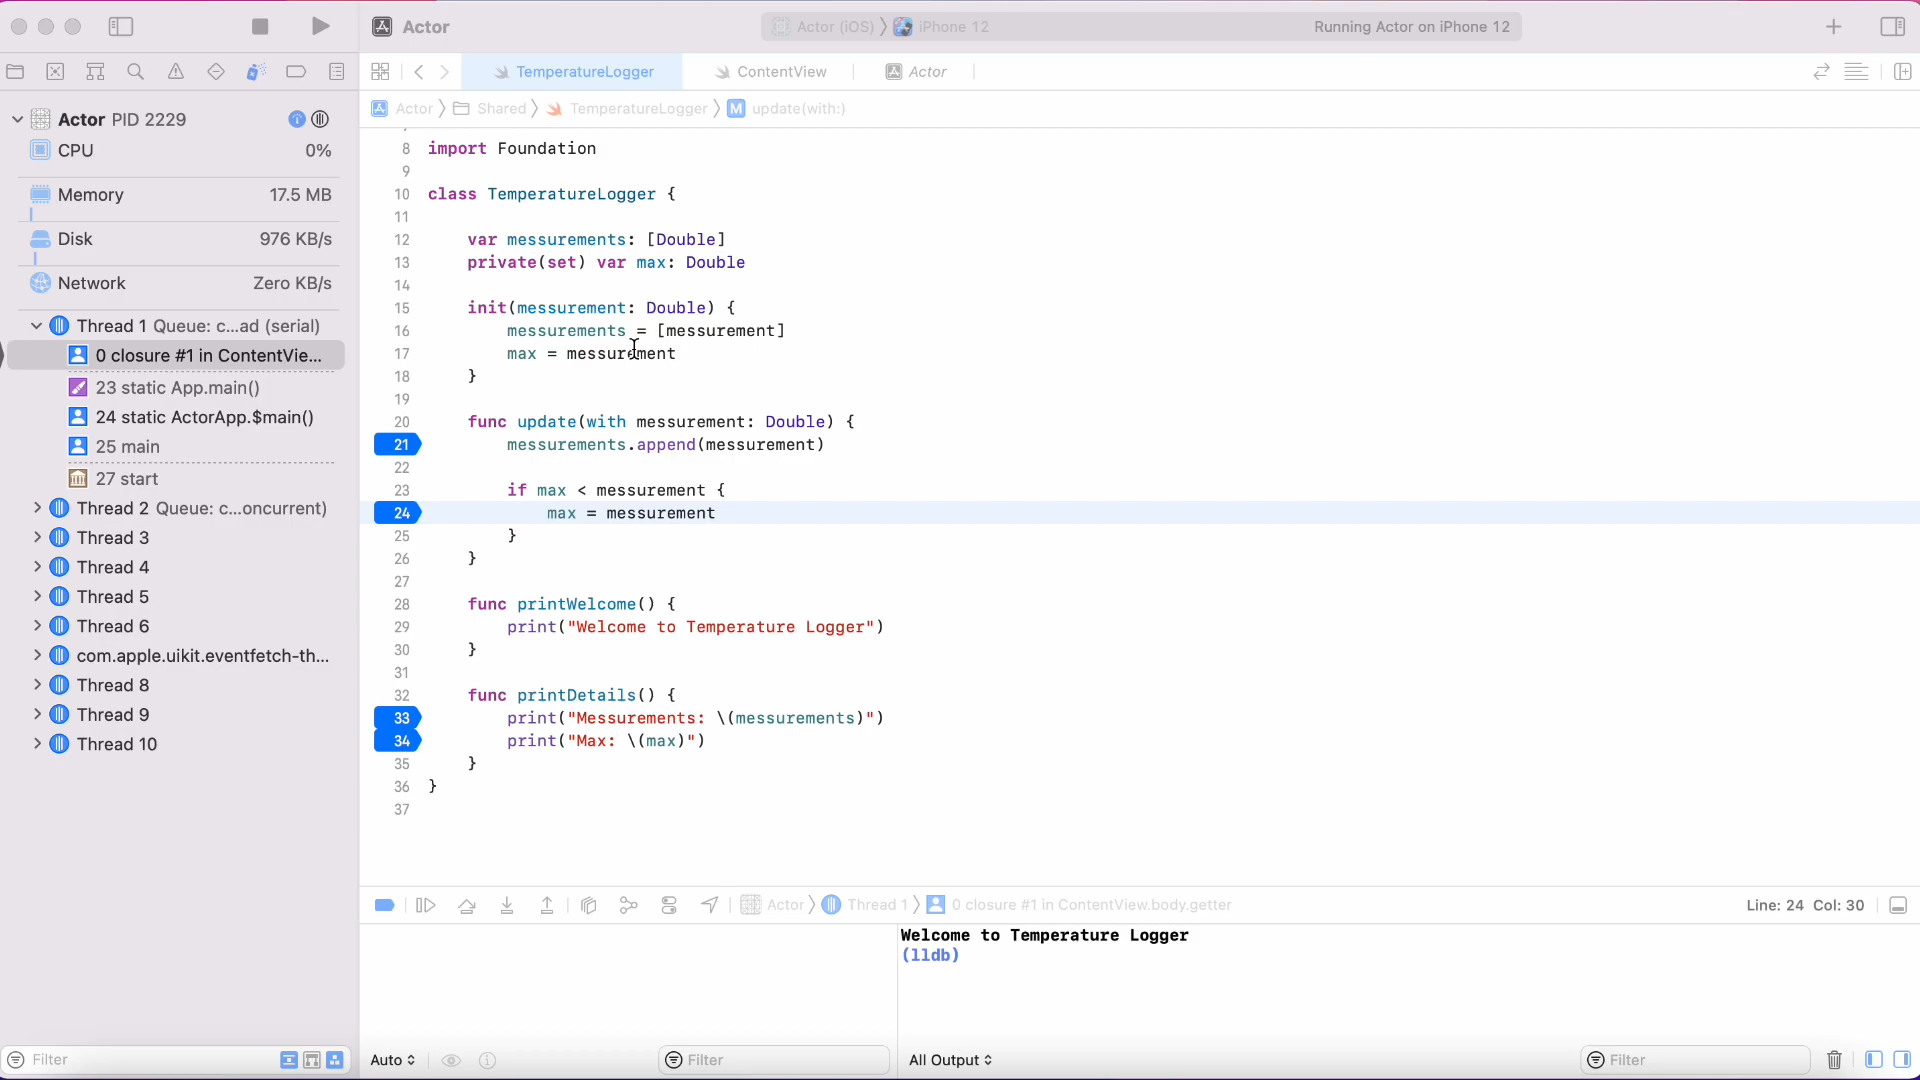 Actor
Actor (iOS) 〉 iPhone 12
Running Actor on iPhone 12
TemperatureLogger
ContentView
Actor
Actor 〉 Shared 〉 TemperatureLogger 〉 M update(with:)
Actor PID 2229
CPU 0%
Memory 17.5 MB
Disk 976 KB/s
Network Zero KB/s
Thread 1 Queue: c...ad (serial)
0 closure #1 in ContentVie...
23 static App.main()
24 static ActorApp.$main()
25 main
27 start
Thread 2 Queue: c...oncurrent)
Thread 3
Thread 4
Thread 5
Thread 6
com.apple.uikit.eventfetch-th...
Thread 8
Thread 9
Thread 10
Filter
8 import Foundation
9
10 class TemperatureLogger {
11
12 var messurements: [Double]
13 private(set) var max: Double
14
15 init(messurement: Double) {
16 messurements = [messurement]
17 max = messurement
18 }
19
20 func update(with messurement: Double) {
21 messurements.append(messurement)
22
23 if max < messurement {
24 max = messurement
25 }
26 }
27
28 func printWelcome() {
29 print("Welcome to Temperature Logger")
30 }
31
32 func printDetails() {
33 print("Messurements: \(messurements)")
34 print("Max: \(max)")
35 }
36 }
37
Actor 〉 Thread 1 〉 0 closure #1 in ContentView.body.getter
Line: 24 Col: 30
Welcome to Temperature Logger
(lldb)
Auto
Filter
All Output
Filter